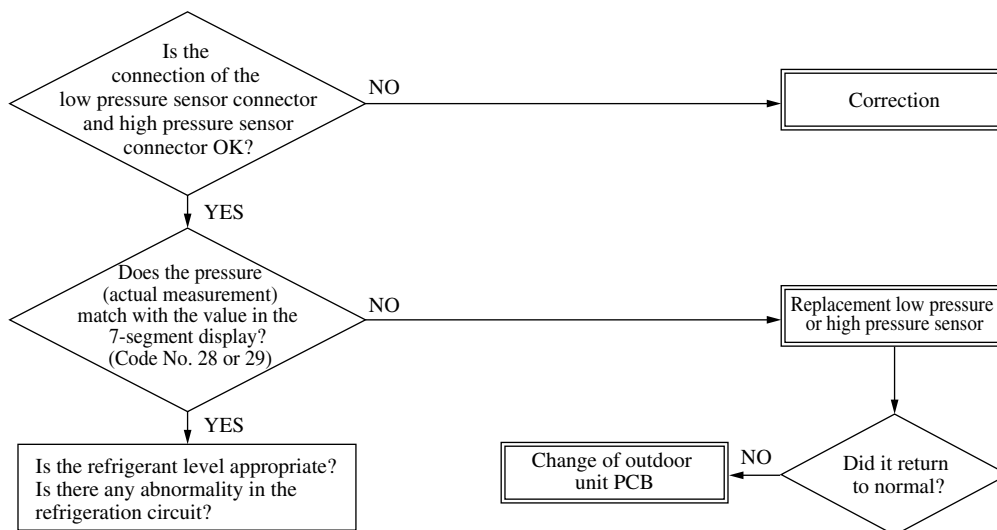 Is the
connection of the
low pressure sensor connector
and high pressure sensor
connector OK?
NO
Correction
YES
Does the pressure
(actual measurement)
match with the value in the
7-segment display?
(Code No. 28 or 29)
NO
Replacement low pressure
or high pressure sensor
YES
Is the refrigerant level appropriate?
Is there any abnormality in the
refrigeration circuit?
Change of outdoor
unit PCB
NO
Did it return
to normal?